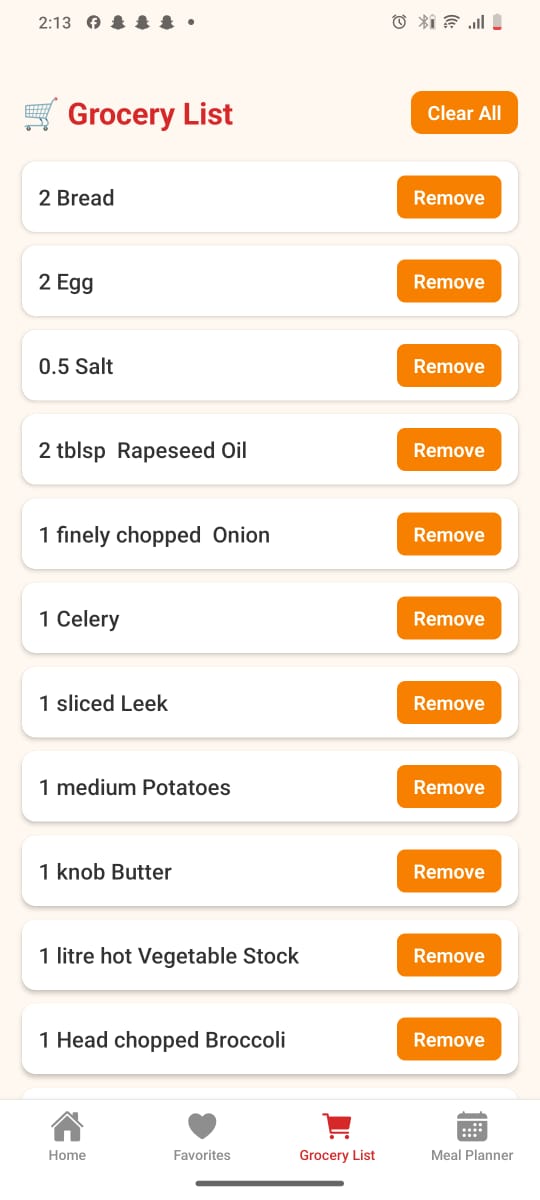 2:13
Grocery List
Clear All
2 Bread
Remove
2 Egg
Remove
0.5 Salt
Remove
2 tblsp  Rapeseed Oil
Remove
1 finely chopped  Onion
Remove
1 Celery
Remove
1 sliced Leek
Remove
1 medium Potatoes
Remove
1 knob Butter
Remove
1 litre hot Vegetable Stock
Remove
1 Head chopped Broccoli
Remove
Home
Favorites
Grocery List
Meal Planner